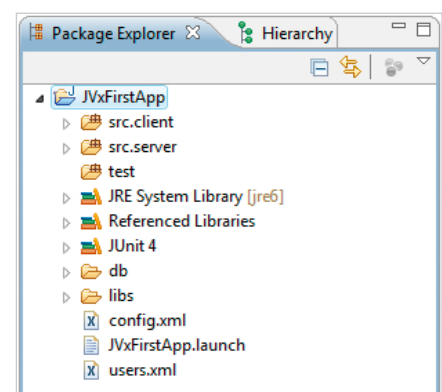 Package Explorer Hierarchy
JVxFirstApp
src.client
src.server
test
JRE System Library [jre6]
Referenced Libraries
JUnit 4
db
libs
config.xml
JVxFirstApp.launch
users.xml